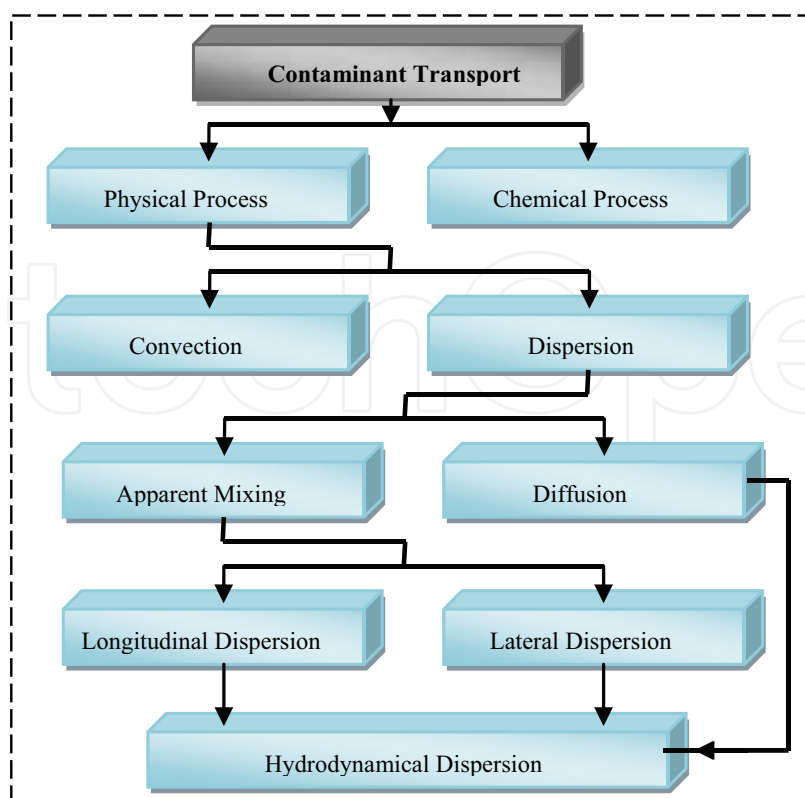 Contaminant Transport
Physical Process
Chemical Process
Convection
Dispersion
Apparent Mixing
Diffusion
Longitudinal Dispersion
Lateral Dispersion
Hydrodynamical Dispersion